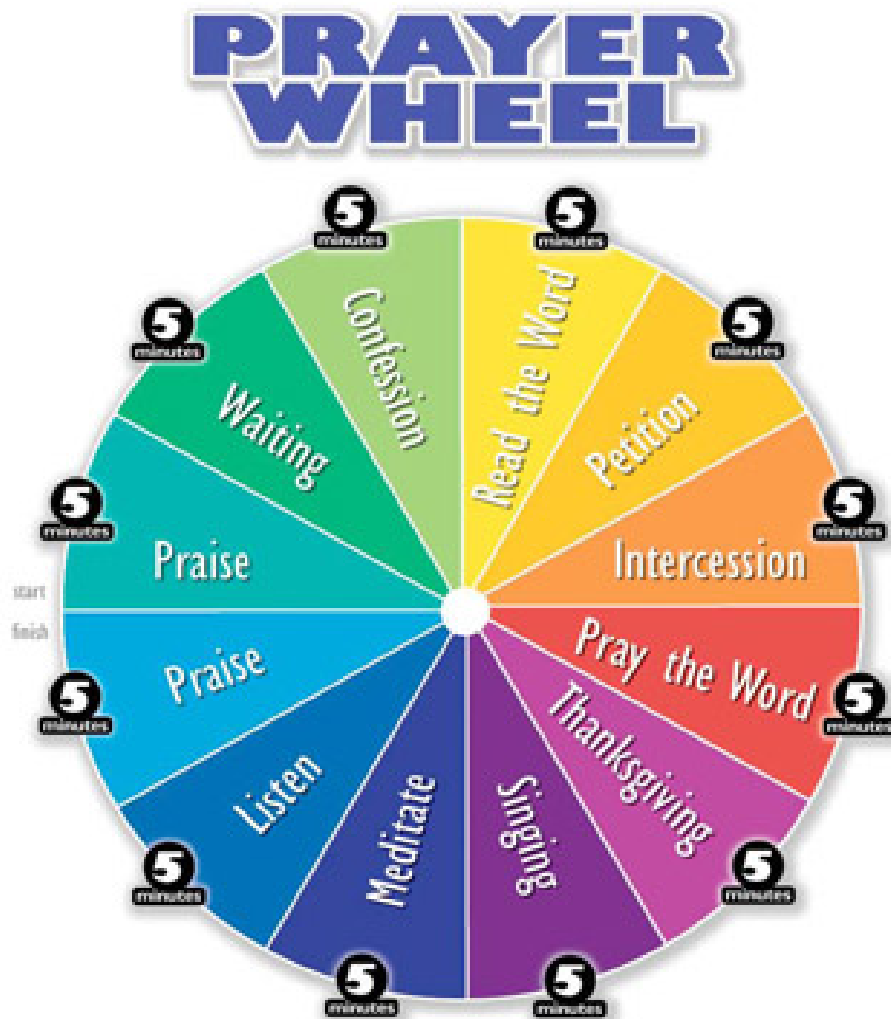 PRAYER
WHEEL
start
Praise
5
minutes
Waiting
5
minutes
Confession
5
minutes
Read the Word
5
minutes
Petition
5
minutes
Intercession
5
minutes
Pray the Word
5
minutes
Thanksgiving
5
minutes
Singing
5
minutes
Meditate
5
minutes
Listen
5
minutes
Praise
5
minutes
finish